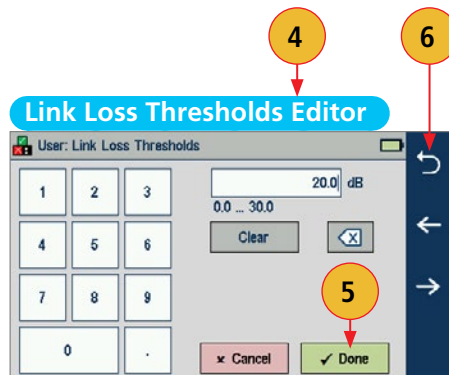 4
6
Link Loss Thresholds Editor
User: Link Loss Thresholds
1 2 3
20.0 dB
0.0 ... 30.0
4 5 6
Clear
7 8 9
5
0 .
× Cancel
✓ Done